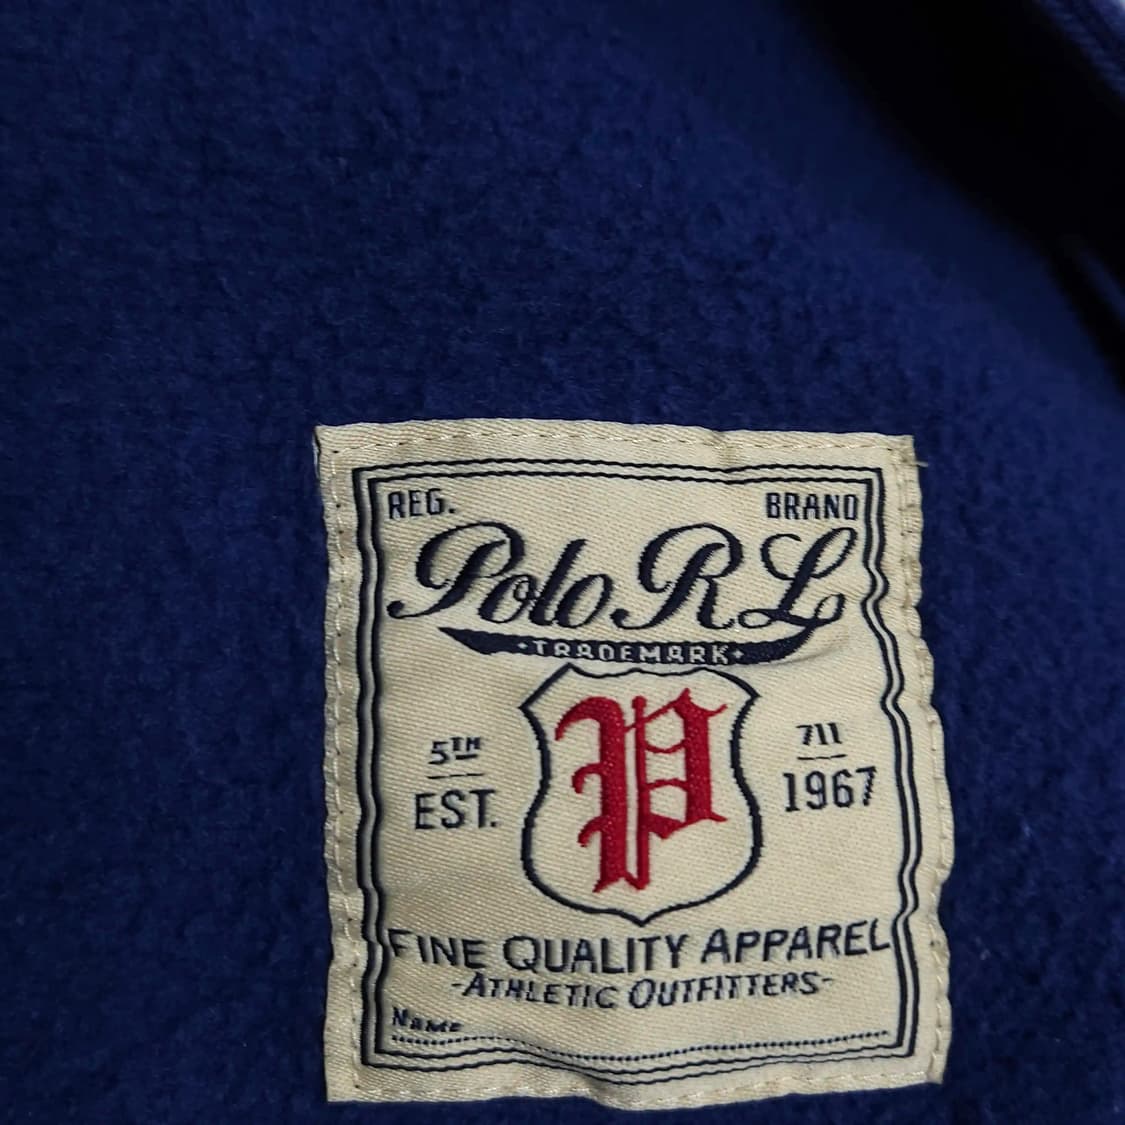 REG. BRAND
Polo RL
•TRADEMARK•
P
5TH 711
EST. 1967
FINE QUALITY APPAREL
-ATHLETIC OUTFITTERS-
NAME